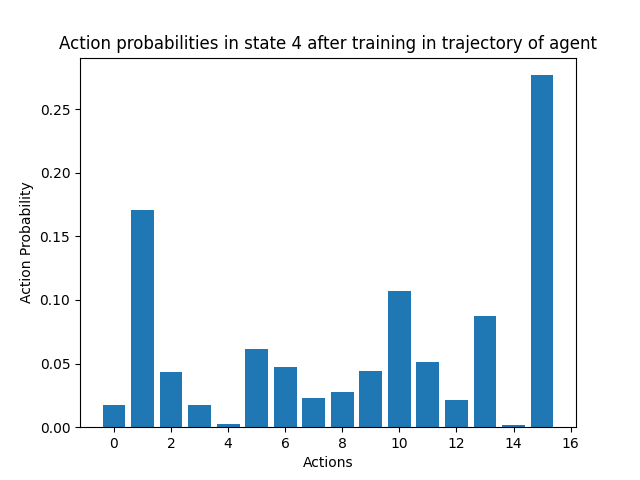 Action probabilities in state 4 after training in trajectory of agent
0.25
0.20
0.15
0.10
0.05
0.00
Action Probability
0 2 4 6 8 10 12 14 16
Actions